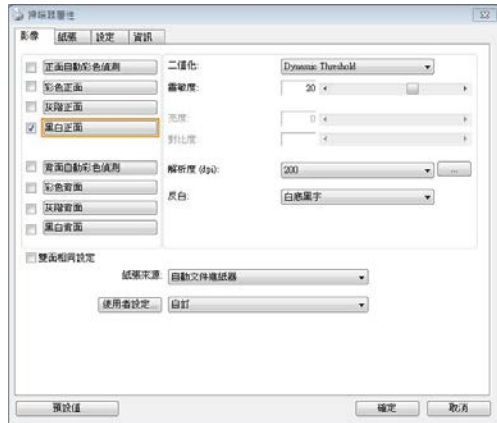 掃描器屬性
影像 紙張 設定 資訊
正面自動彩色偵測
彩色正面
灰階正面
黑白正面
背面自動彩色偵測
彩色背面
灰階背面
黑白背面
二值化: Dynamic Threshold
靈敏度: 20
亮度: 0
對比度:
解析度 (dpi): 200 ...
反白: 白底黑字
雙面相同設定
紙張來源: 自動文件進紙器
使用者設定... 自訂
預設值 確定 取消